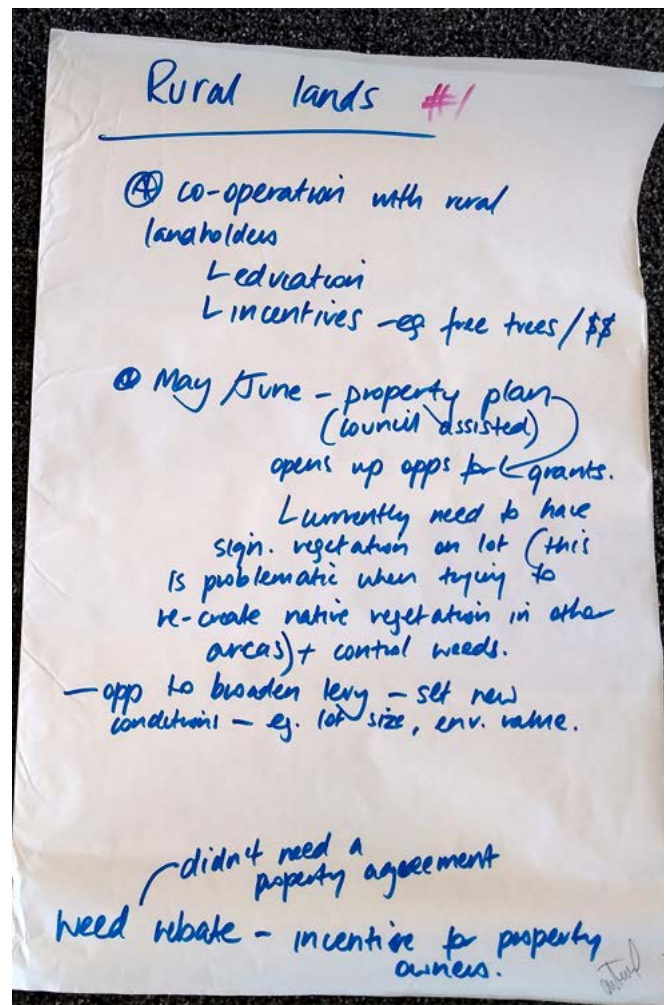 Rural lands #1
co-operation with rural
landholders
education
incentives - eg free trees / $$
May / June - property plan
(council assisted)
opens up opps for grants.
currently need to have
sign. vegetation on lot (this
is problematic when trying to
re-create native vegetation in other
areas) + control weeds.
- opp to broaden levy - set new
conditions - eg. lot size, env. value.
didn't need a
property agreement
weed rebate - incentive for property
owners.